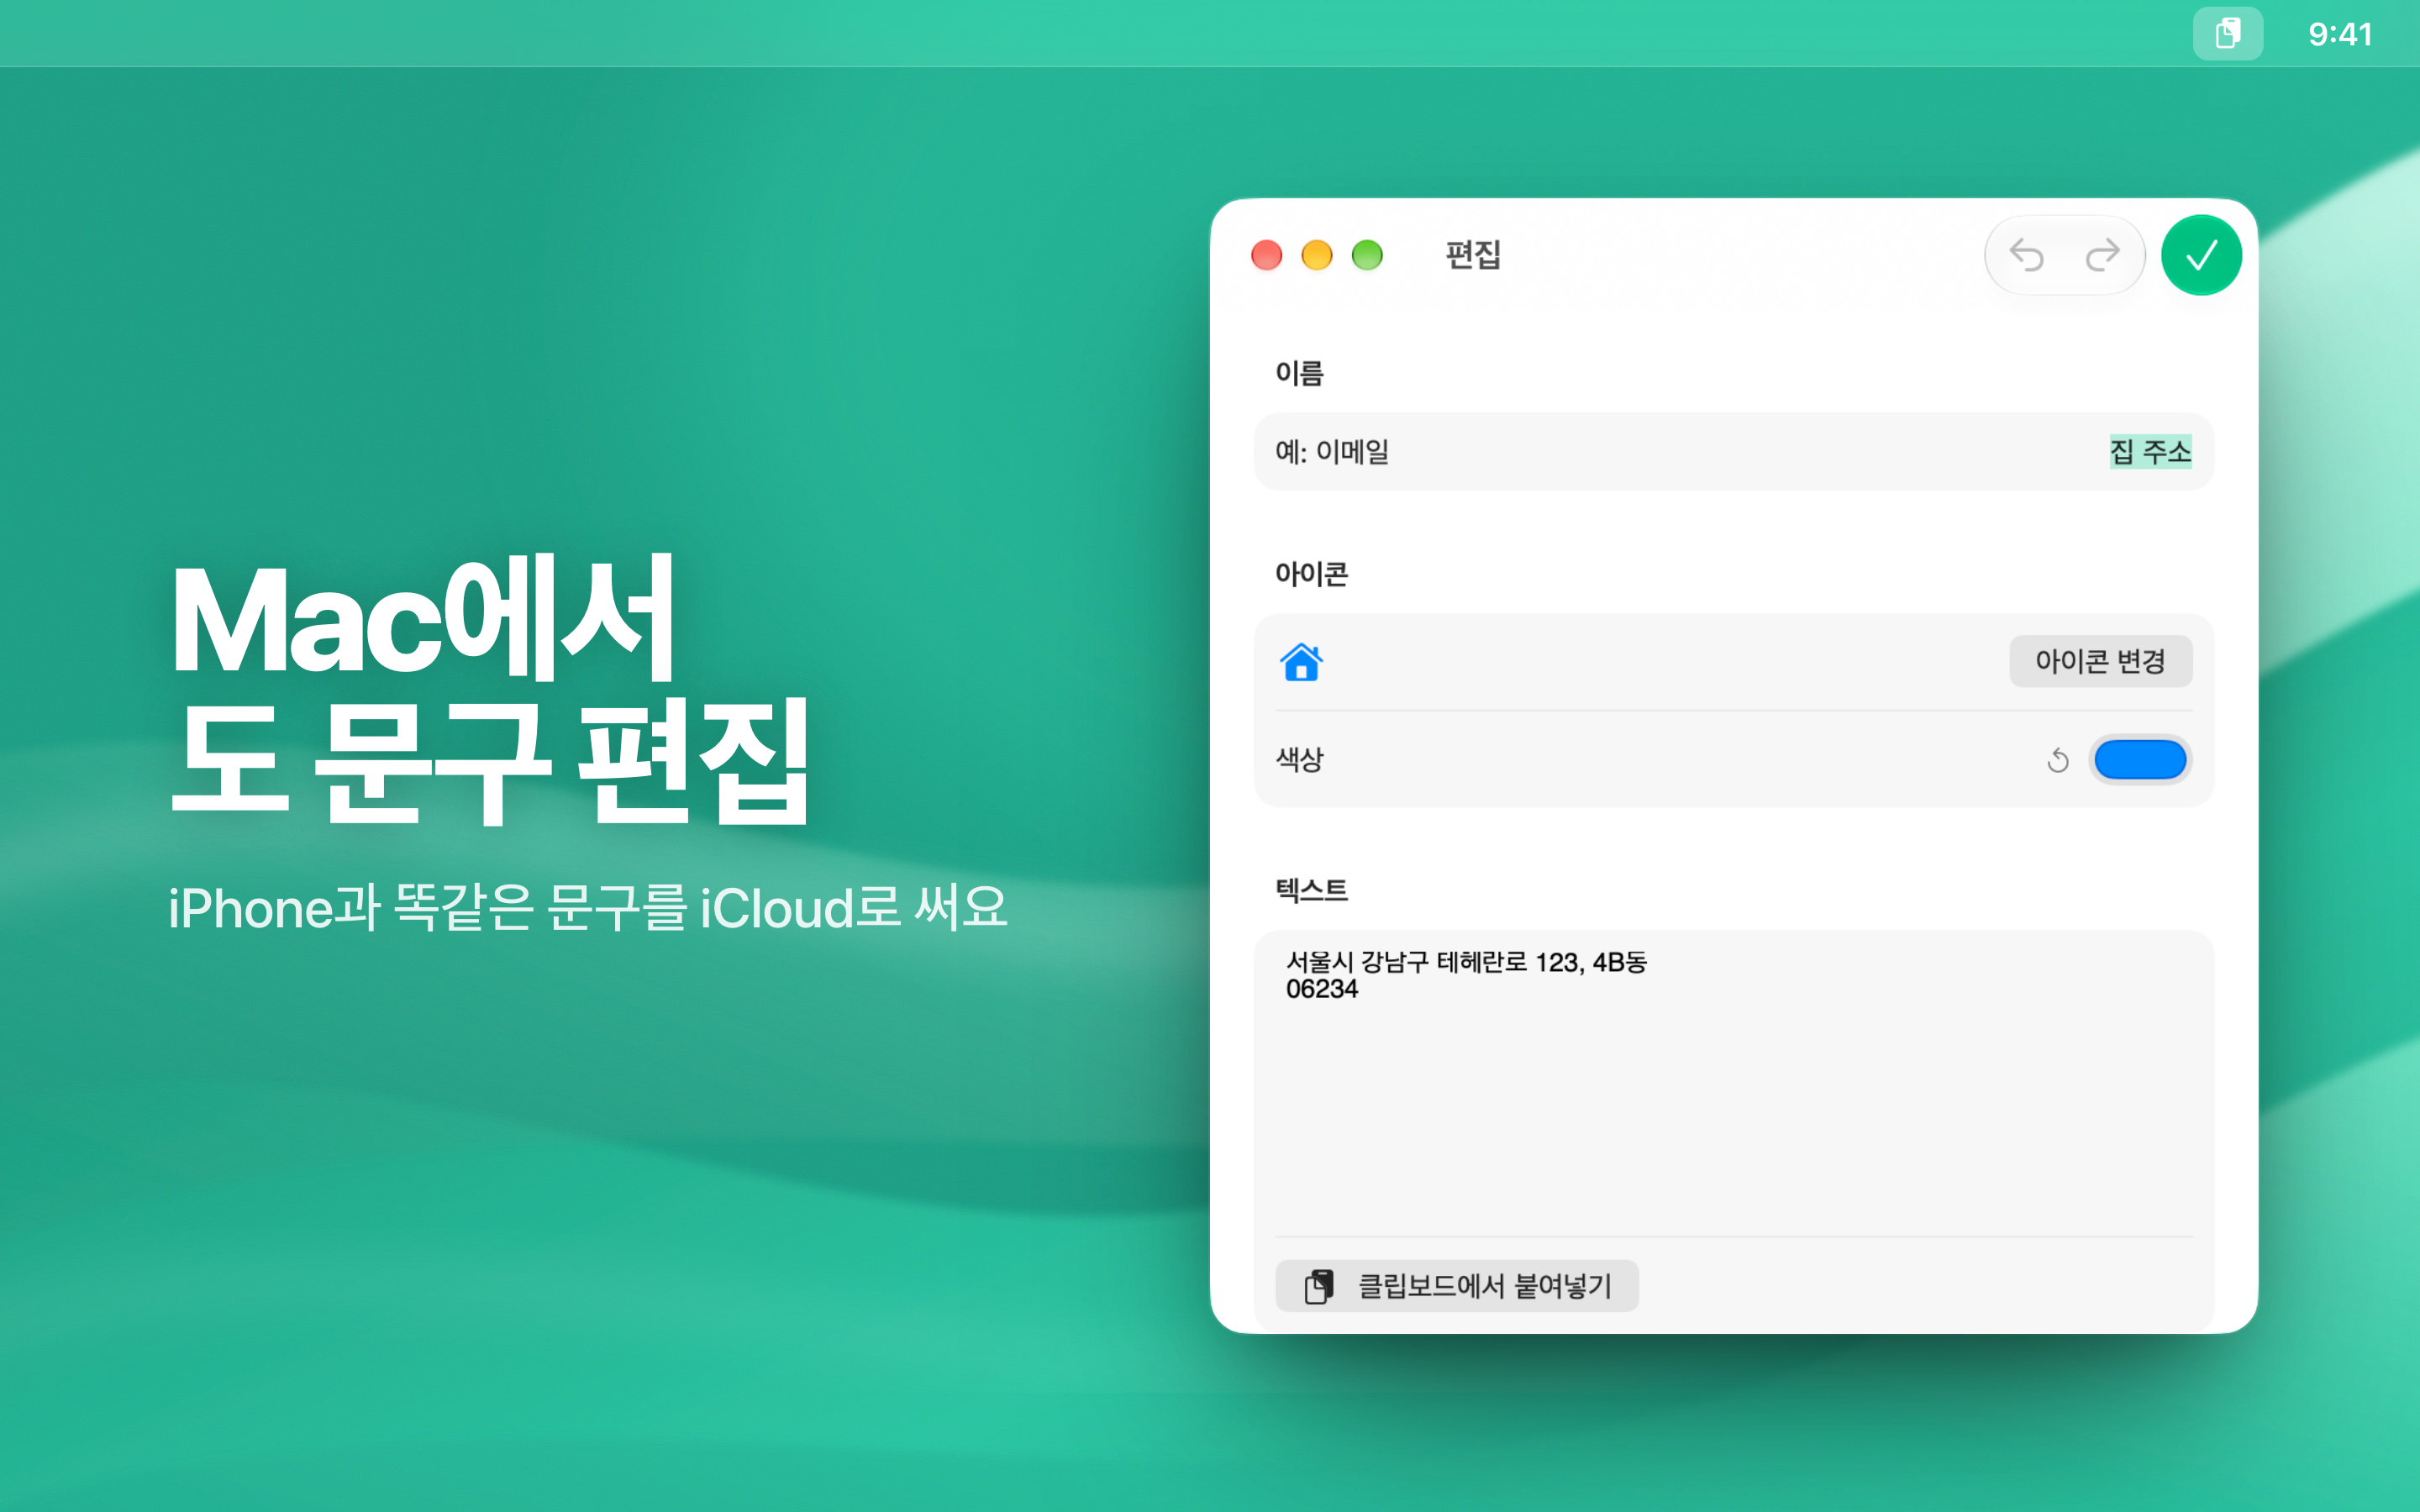 9:41
편집
이름
예: 이메일
집 주소
아이콘
아이콘 변경
색상
텍스트
서울시 강남구 테헤란로 123, 4B동
06234
클립보드에서 붙여넣기
Mac에서
도 문구 편집
iPhone과 똑같은 문구를 iCloud로 써요